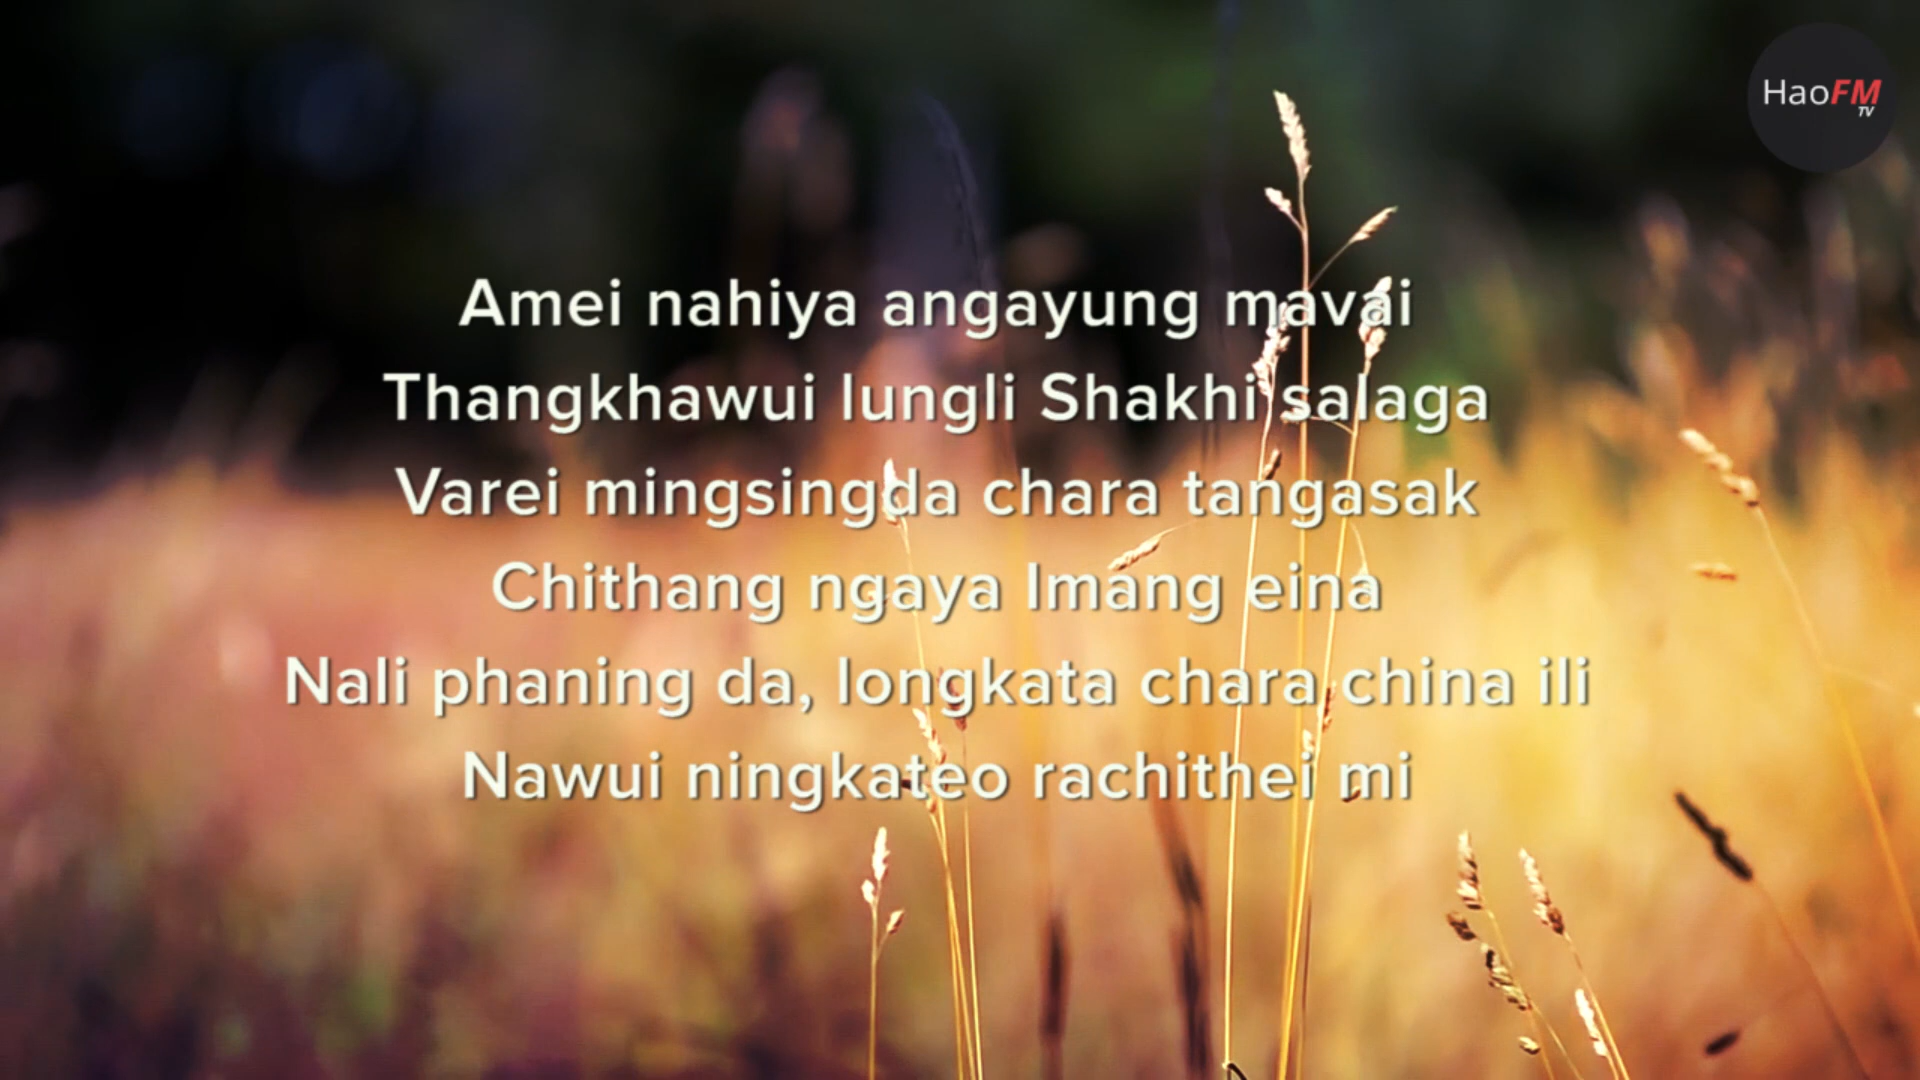 HaoFM
TV
Amei nahiya angayung mavai
Thangkhawui lungli Shakhi salaga
Varei mingsingda chara tangasak
Chithang ngaya Imang eina
Nali phaning da, longkata chara china ili
Nawui ningkateo rachithei mi